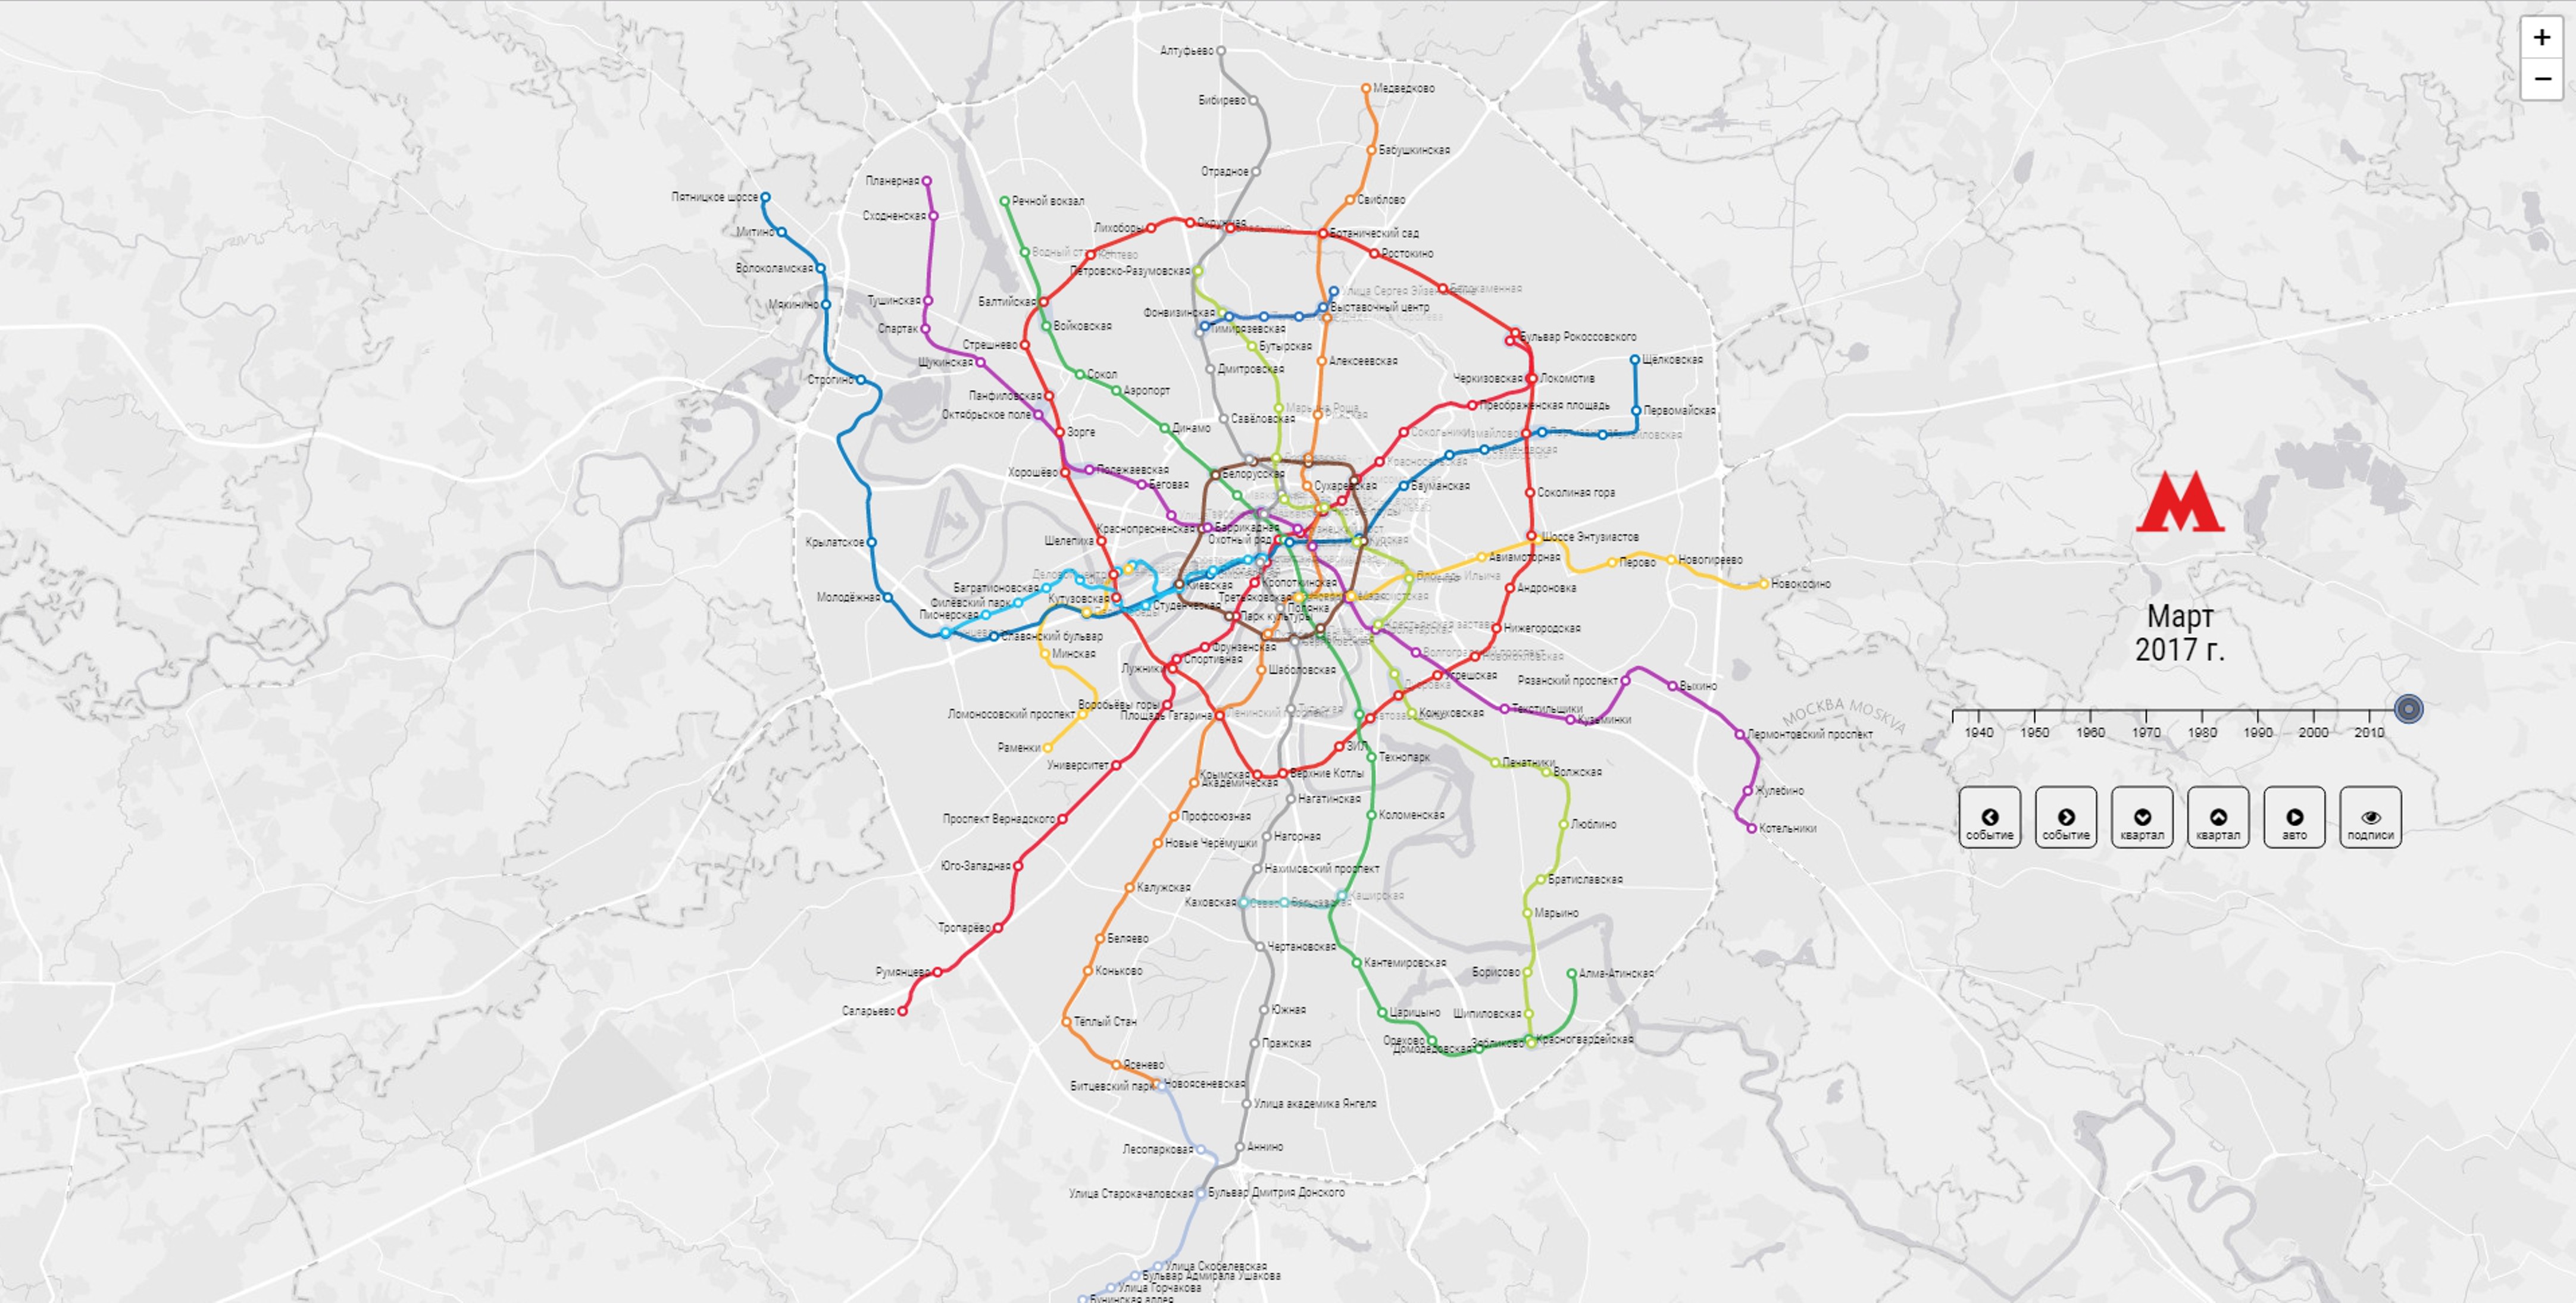 +
−
Алтуфьево
Медведково
Бибирево
Бабушкинская
Отрадное
Планерная
Пятницкое шоссе
Речной вокзал
Свиблово
Сходненская
Лихоборы
Окружная
Митино
Ботанический сад
Ростокино
Коптево
Волоколамская
Петровско-Разумовская
Белокаменная
Тушинская
Балтийская
Мякинино
Выставочный центр
Фонвизинская
Спартак
Войковская
Тимирязевская
Бульвар Рокоссовского
Стрешнево
Бутырская
Щукинская
Алексеевская
Щёлковская
Дмитровская
Сокол
Строгино
Черкизовская
Локомотив
Аэропорт
Панфиловская
Преображенская площадь
Первомайская
Октябрьское поле
Савёловская
Динамо
Зорге
Сокольники
Хорошёво
Полежаевская
Белорусская
Беговая
Сухаревская
Бауманская
Соколиная гора
Краснопресненская
Баррикадная
Шелепиха
Охотный ряд
Курская
Шоссе Энтузиастов
Крылатское
Авиамоторная
Перово
Новогиреево
Новокосино
Багратионовская
Киевская
Кропоткинская
Андроновка
Молодёжная
Филёвский парк
Кутузовская
Третьяковская
Студенческая
Полянка
Пионерская
Парк культуры
Крестьянская застава
Нижегородская
Славянский бульвар
Минская
Фрунзенская
Волгоградский проспект
Новохохловская
Спортивная
Лужники
Шаболовская
Угрешская
Рязанский проспект
Выхино
Дубровка
Воробьёвы горы
Ломоносовский проспект
Площадь Гагарина
Тульская
Кожуховская
Текстильщики
Кузьминки
МОСКВА MOSKVA
Лермонтовский проспект
Раменки
ЗИЛ
Технопарк
Университет
Крымская
Верхние Котлы
Печатники
Волжская
Академическая
Нагатинская
Жулебино
Проспект Вернадского
Профсоюзная
Коломенская
Люблино
Котельники
Нагорная
Новые Черёмушки
Юго-Западная
Нахимовский проспект
Калужская
Братиславская
Каховская
Каширская
Марьино
Тропарёво
Беляево
Чертановская
Кантемировская
Румянцево
Коньково
Борисово
Алма-Атинская
Саларьево
Южная
Царицыно
Шипиловская
Тёплый Стан
Пражская
Орехово
Домодедовская
Зябликово
Красногвардейская
Ясенево
Битцевский парк
Новоясеневская
Улица академика Янгеля
Лесопарковая
Аннино
Улица Старокачаловская
Бульвар Дмитрия Донского
Улица Скобелевская
Бульвар Адмирала Ушакова
Улица Горчакова
Бунинская аллея
Март
2017 г.
1940 1950 1960 1970 1980 1990 2000 2010
событие событие квартал квартал авто подписи